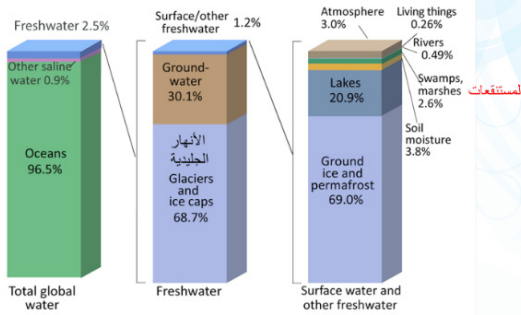 Freshwater 2.5%
Other saline
water 0.9%
Oceans
96.5%
Total global
water
Surface/other
freshwater
1.2%
Ground-
water
30.1%
الأنهار
الجليدية
Glaciers
and
ice caps
68.7%
Freshwater
Atmosphere
3.0%
Living things
0.26%
Rivers
0.49%
Swamps,
marshes
2.6%
المستنقعات
Soil
moisture
3.8%
Lakes
20.9%
Ground
ice and
permafrost
69.0%
Surface water and
other freshwater